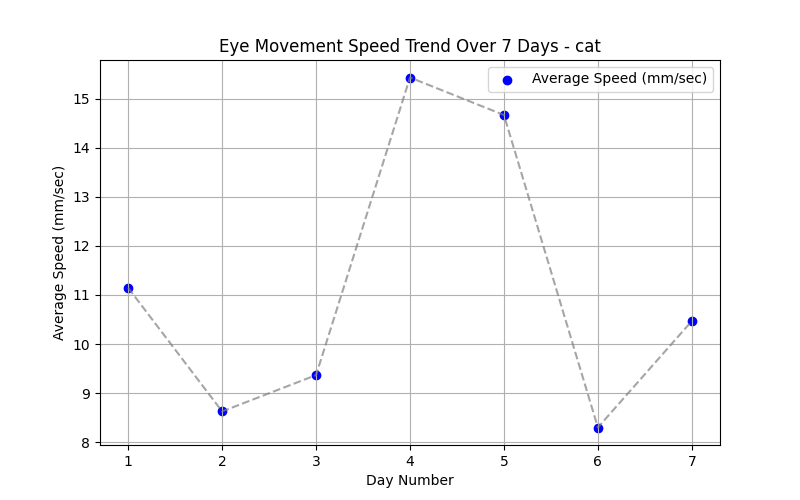 Eye Movement Speed Trend Over 7 Days - cat
Average Speed (mm/sec)
Average Speed (mm/sec)
15
14
13
12
11
10
9
8
1 2 3 4 5 6 7
Day Number